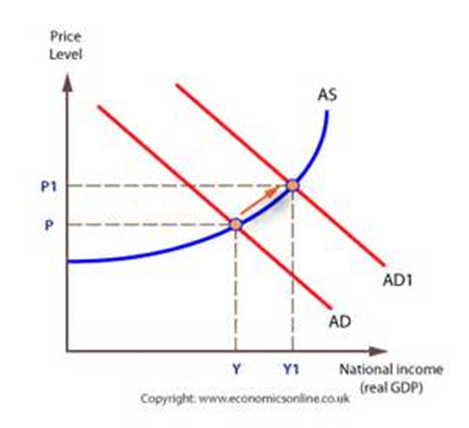 Price
Level
AS
P1
P
AD1
AD
Y
Y1
National income
(real GDP)
Copyright: www.economicsonline.co.uk